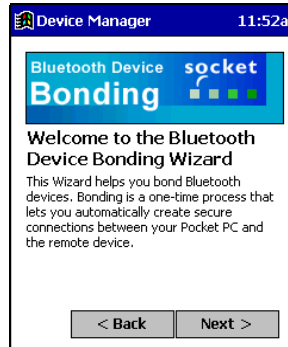 Device Manager 11:52a
Bluetooth Device socket
Bonding
Welcome to the Bluetooth
Device Bonding Wizard
This Wizard helps you bond Bluetooth
devices. Bonding is a one-time process that
lets you automatically create secure
connections between your Pocket PC and
the remote device.
< Back Next >